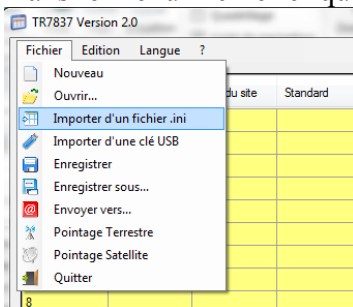 TR7837 Version 2.0
Fichier Edition Langue ?
Nouveau
Ouvrir...
du site Standard
Importer d'un fichier .ini
Importer d'une clé USB
Enregistrer
Enregistrer sous...
Envoyer vers...
Pointage Terrestre
Pointage Satellite
Quitter
8